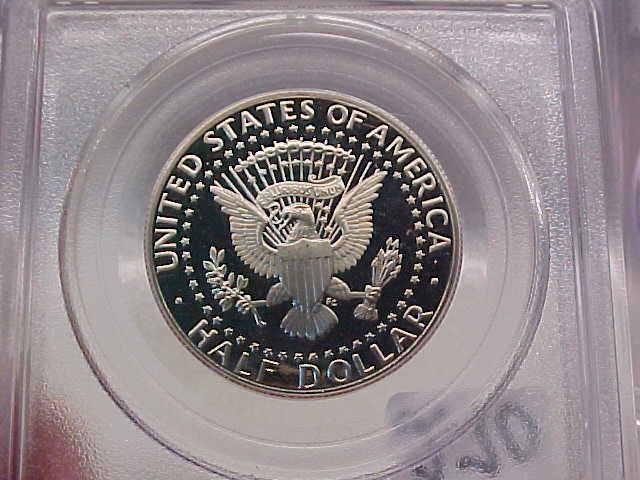 UNITED STATES OF AMERICA
HALF DOLLAR